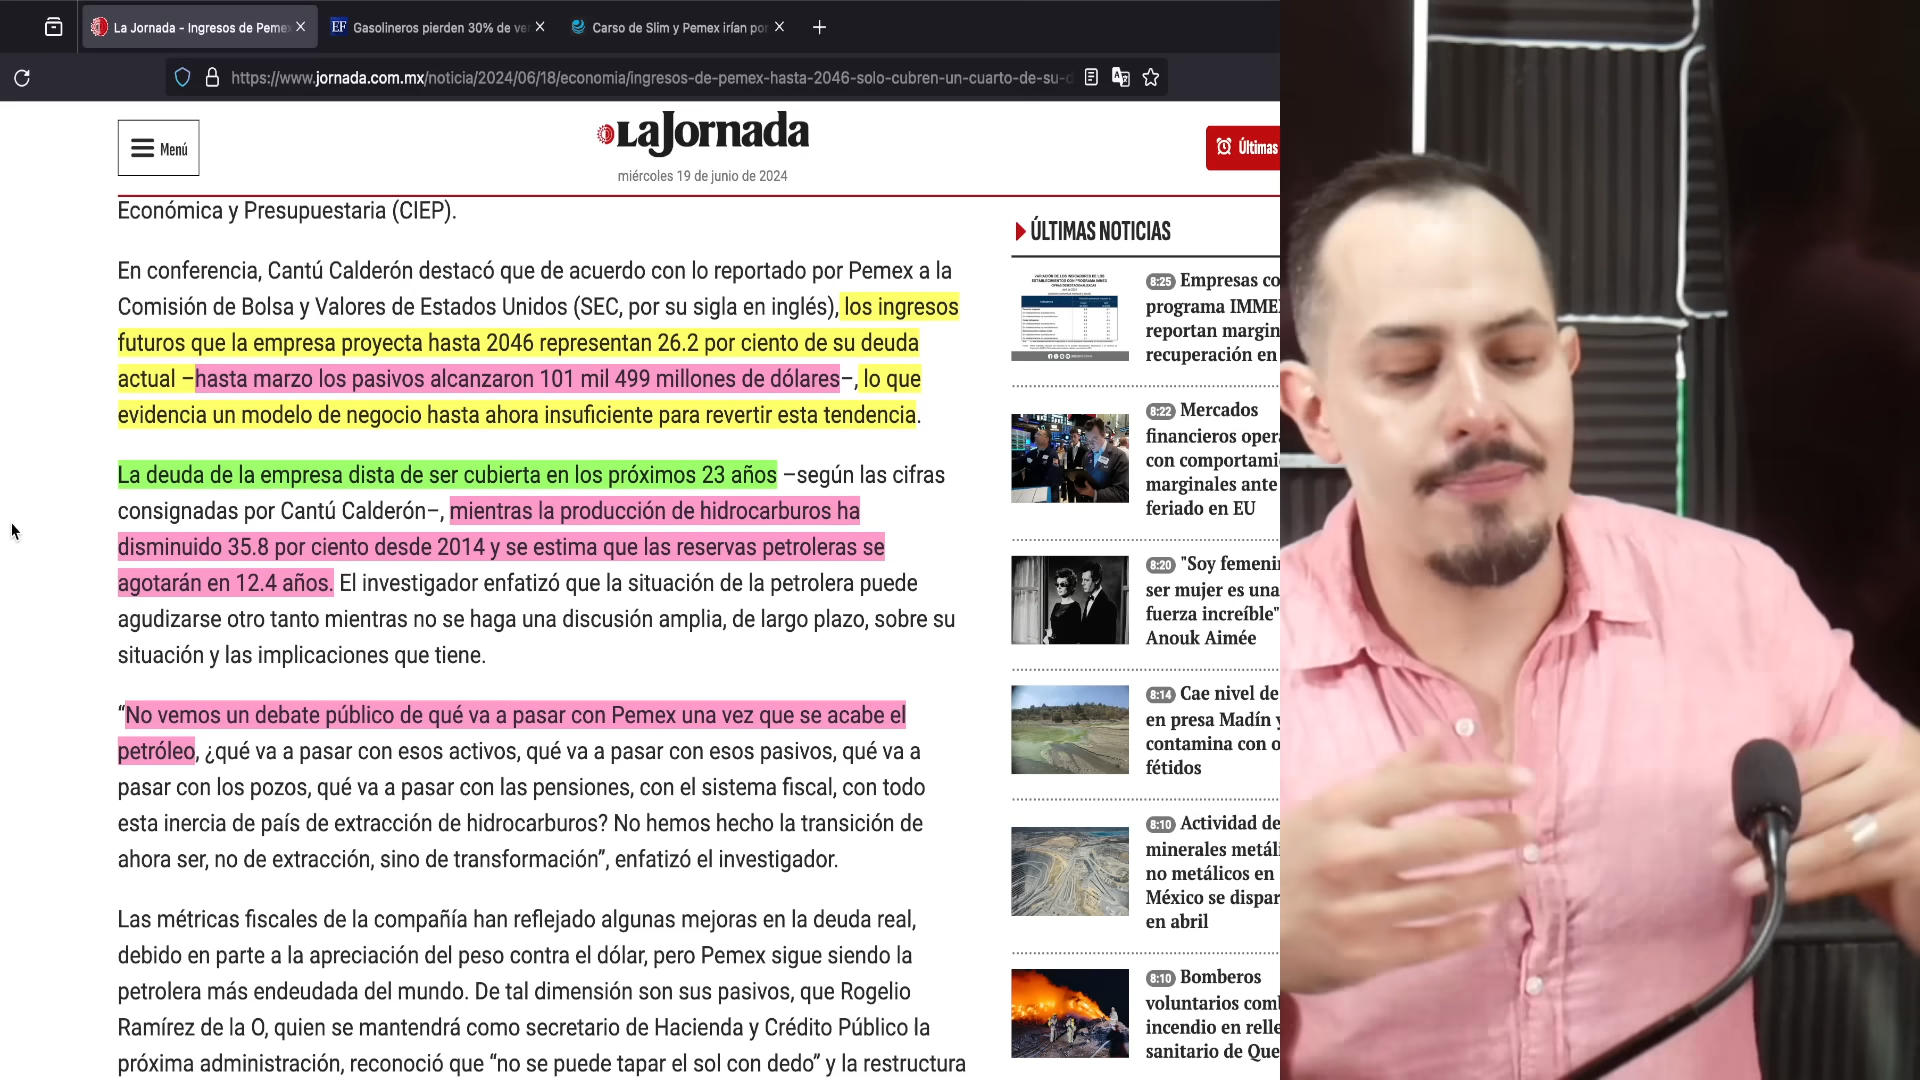 La Jornada - Ingresos de Peme
Gasolineros pierden 30% de ve
Carso de Slim y Pemex irían por
https://www.jornada.com.mx/noticia/2024/06/18/economia/ingresos-de-pemex-hasta-2046-solo-cubren-un-cuarto-de-su-d
Menú
La Jornada
miércoles 19 de junio de 2024
Últimas
Económica y Presupuestaria (CIEP).
En conferencia, Cantú Calderón destacó que de acuerdo con lo reportado por Pemex a la
Comisión de Bolsa y Valores de Estados Unidos (SEC, por su sigla en inglés), los ingresos
futuros que la empresa proyecta hasta 2046 representan 26.2 por ciento de su deuda
actual –hasta marzo los pasivos alcanzaron 101 mil 499 millones de dólares–, lo que
evidencia un modelo de negocio hasta ahora insuficiente para revertir esta tendencia.
La deuda de la empresa dista de ser cubierta en los próximos 23 años –según las cifras
consignadas por Cantú Calderón–, mientras la producción de hidrocarburos ha
disminuido 35.8 por ciento desde 2014 y se estima que las reservas petroleras se
agotarán en 12.4 años. El investigador enfatizó que la situación de la petrolera puede
agudizarse otro tanto mientras no se haga una discusión amplia, de largo plazo, sobre su
situación y las implicaciones que tiene.
“No vemos un debate público de qué va a pasar con Pemex una vez que se acabe el
petróleo, ¿qué va a pasar con esos activos, qué va a pasar con esos pasivos, qué va a
pasar con los pozos, qué va a pasar con las pensiones, con el sistema fiscal, con todo
esta inercia de país de extracción de hidrocarburos? No hemos hecho la transición de
ahora ser, no de extracción, sino de transformación”, enfatizó el investigador.
Las métricas fiscales de la compañía han reflejado algunas mejoras en la deuda real,
debido en parte a la apreciación del peso contra el dólar, pero Pemex sigue siendo la
petrolera más endeudada del mundo. De tal dimensión son sus pasivos, que Rogelio
Ramírez de la O, quien se mantendrá como secretario de Hacienda y Crédito Público la
próxima administración, reconoció que “no se puede tapar el sol con dedo” y la restructura
ÚLTIMAS NOTICIAS
8:25 Empresas co
programa IMME
reportan margin
recuperación en
8:22 Mercados
financieros opera
con comportami
marginales ante
feriado en EU
8:20 "Soy femenin
ser mujer es una
fuerza increíble"
Anouk Aimée
8:14 Cae nivel de
en presa Madín y
contamina con o
fétidos
8:10 Actividad de
minerales metáli
no metálicos en
México se dispar
en abril
8:10 Bomberos
voluntarios coml
incendio en relle
sanitario de Que